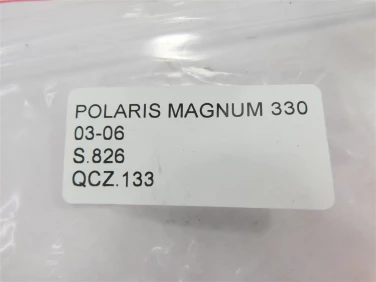 POLARIS MAGNUM 330
03-06
S.826
QCZ.133